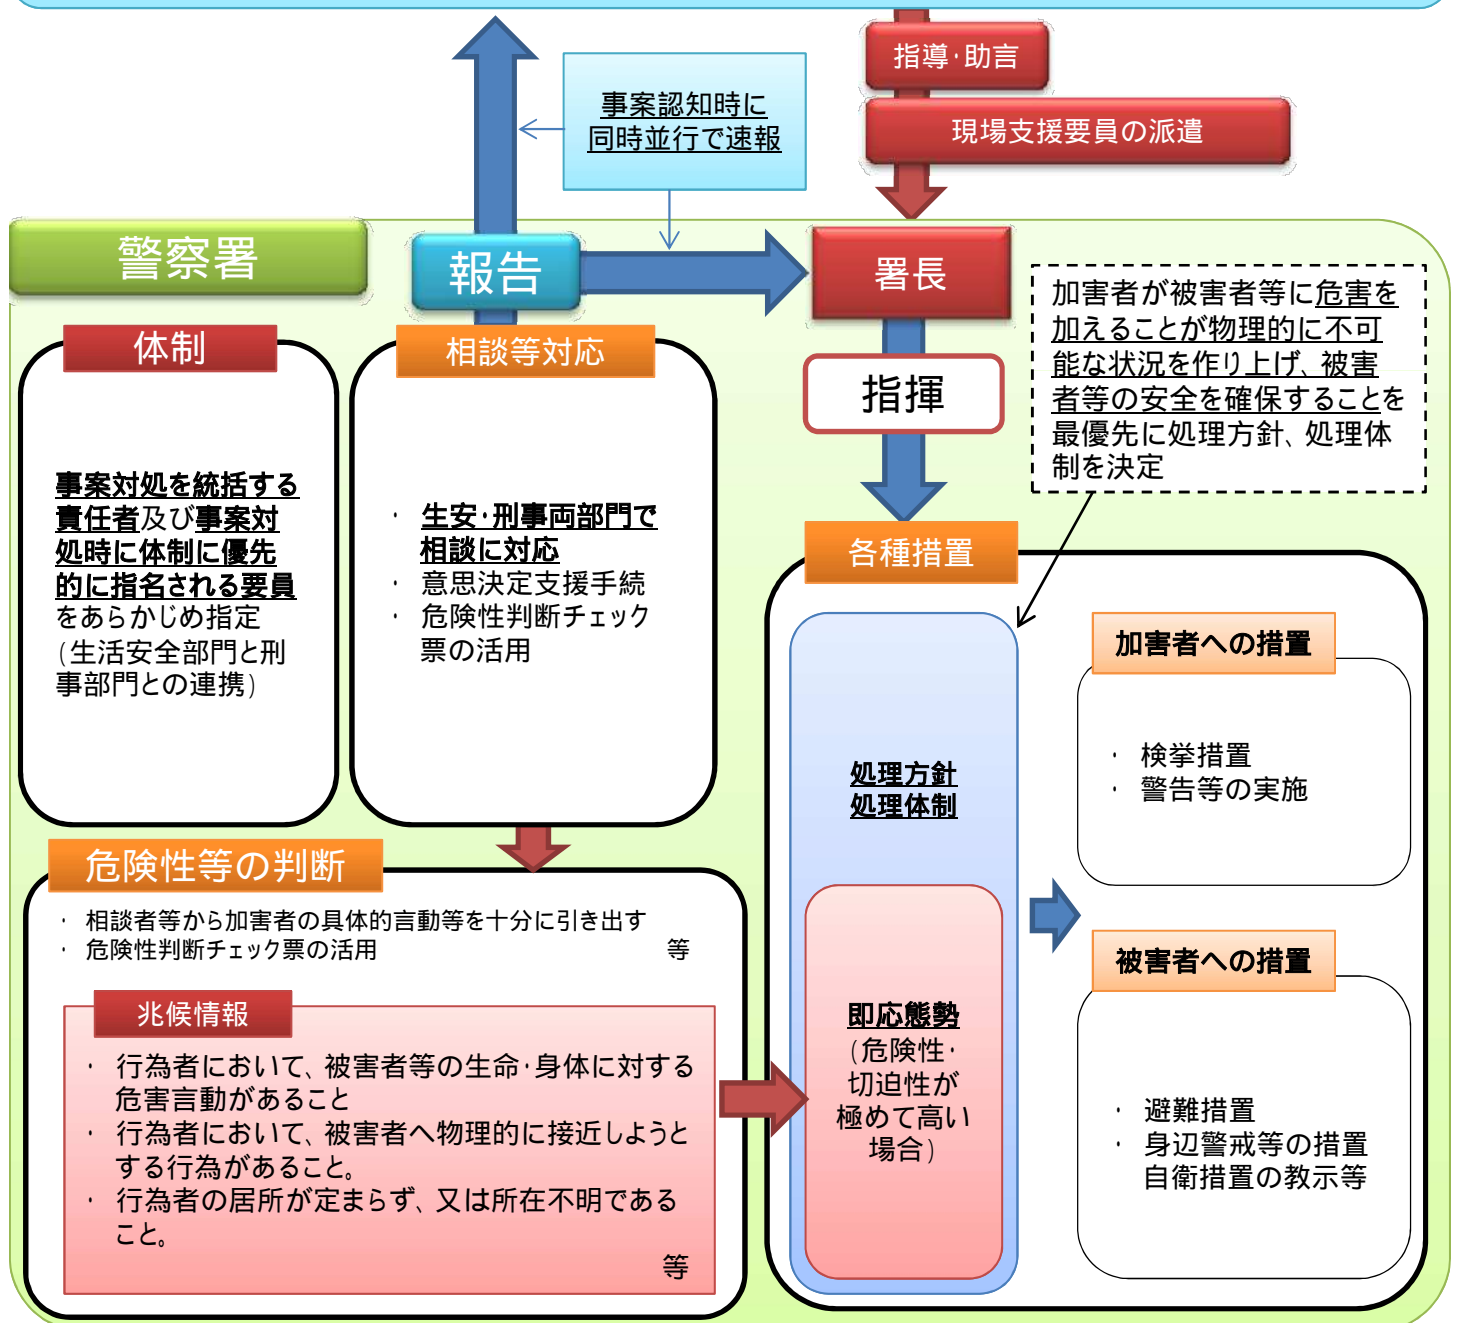 指導・助言
現場支援要員の派遣
事案認知時に
同時並行で速報
警察署
報告
署長
指揮
加害者が被害者等に危害を
加えることが物理的に不可
能な状況を作り上げ、被害
者等の安全を確保することを
最優先に処理方針、処理体
制を決定
体制
事案対処を統括する
責任者及び事案対
処時に体制に優先
的に指名される要員
をあらかじめ指定
(生活安全部門と刑
事部門との連携)
相談等対応
・ 生安・刑事両部門で
相談に対応
・ 意思決定支援手続
・ 危険性判断チェック
票の活用
危険性等の判断
・ 相談者等から加害者の具体的言動等を十分に引き出す
・ 危険性判断チェック票の活用 等
兆候情報
・ 行為者において、被害者等の生命・身体に対する
危害言動があること
・ 行為者において、被害者へ物理的に接近しようと
する行為があること。
・ 行為者の居所が定まらず、又は所在不明である
こと。
等
各種措置
処理方針
処理体制
即応態勢
(危険性・
切迫性が
極めて高い
場合)
加害者への措置
・ 検挙措置
・ 警告等の実施
被害者への措置
・ 避難措置
・ 身辺警戒等の措置
自衛措置の教示等